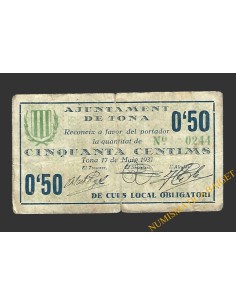 AJUNTAMENT
DE TONA
Reconeix a favor del portador
la quantitat de
Nº 0244
0'50
CINQUANTA CENTIMS
Tona 17 de Maig 1937
0'50
DE CURS LOCAL OBLIGATORI